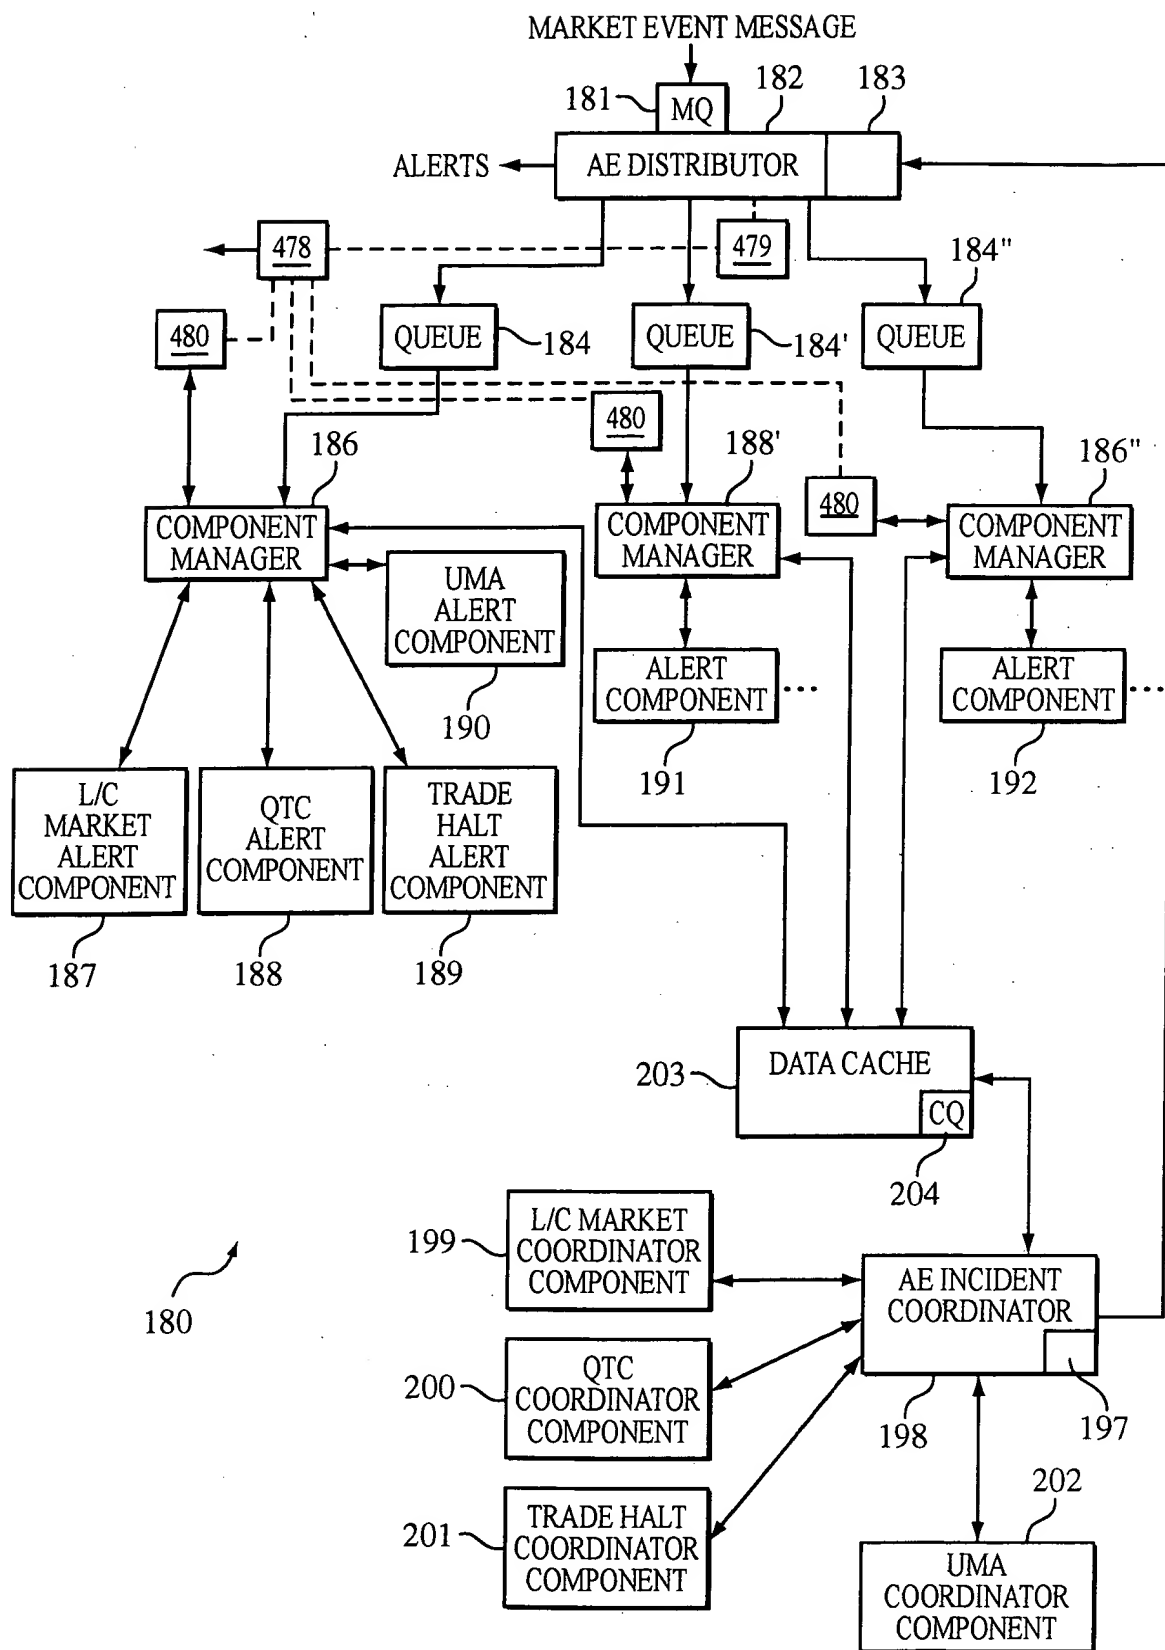 MARKET EVENT MESSAGE
181
MQ
182
183
ALERTS
AE DISTRIBUTOR
478
479
184"
480
QUEUE
184
QUEUE
184'
QUEUE
480
186
188'
480
186"
COMPONENT
MANAGER
UMA
ALERT
COMPONENT
190
COMPONENT
MANAGER
COMPONENT
MANAGER
ALERT
COMPONENT
191
ALERT
COMPONENT
192
L/C
MARKET
ALERT
COMPONENT
187
QTC
ALERT
COMPONENT
188
TRADE
HALT
ALERT
COMPONENT
189
203
DATA CACHE
CQ
204
199
L/C MARKET
COORDINATOR
COMPONENT
AE INCIDENT
COORDINATOR
180
200
QTC
COORDINATOR
COMPONENT
198
197
201
TRADE HALT
COORDINATOR
COMPONENT
202
UMA
COORDINATOR
COMPONENT